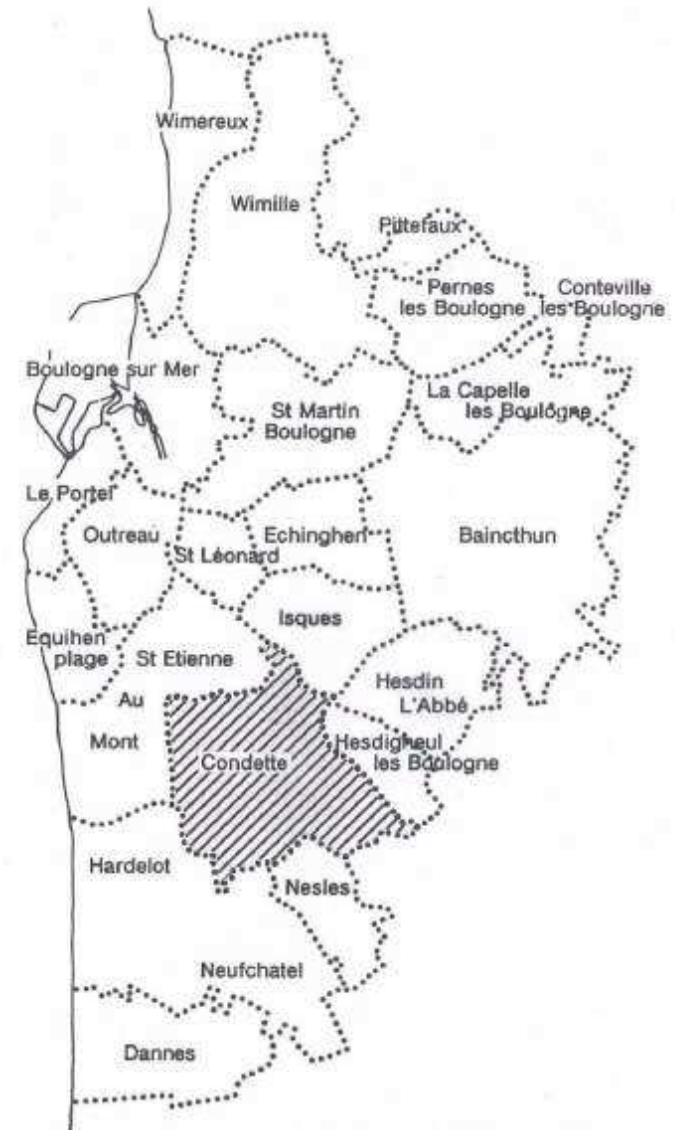 Wimereux
Wimille
Pittefaux
Pernes
les Boulogne
Conteville
les Boulogne
Boulogne sur Mer
La Capelle
les Boulogne
St Martin
Boulogne
Le Portel
Outreau
St Léonard
Echinghen
Baincthun
Isques
Equihen
plage
St Etienne
Au
Mont
Hesdin
L'Abbé
Condette
Hesdigneul
les Boulogne
Hardelot
Nesles
Neufchatel
Dannes